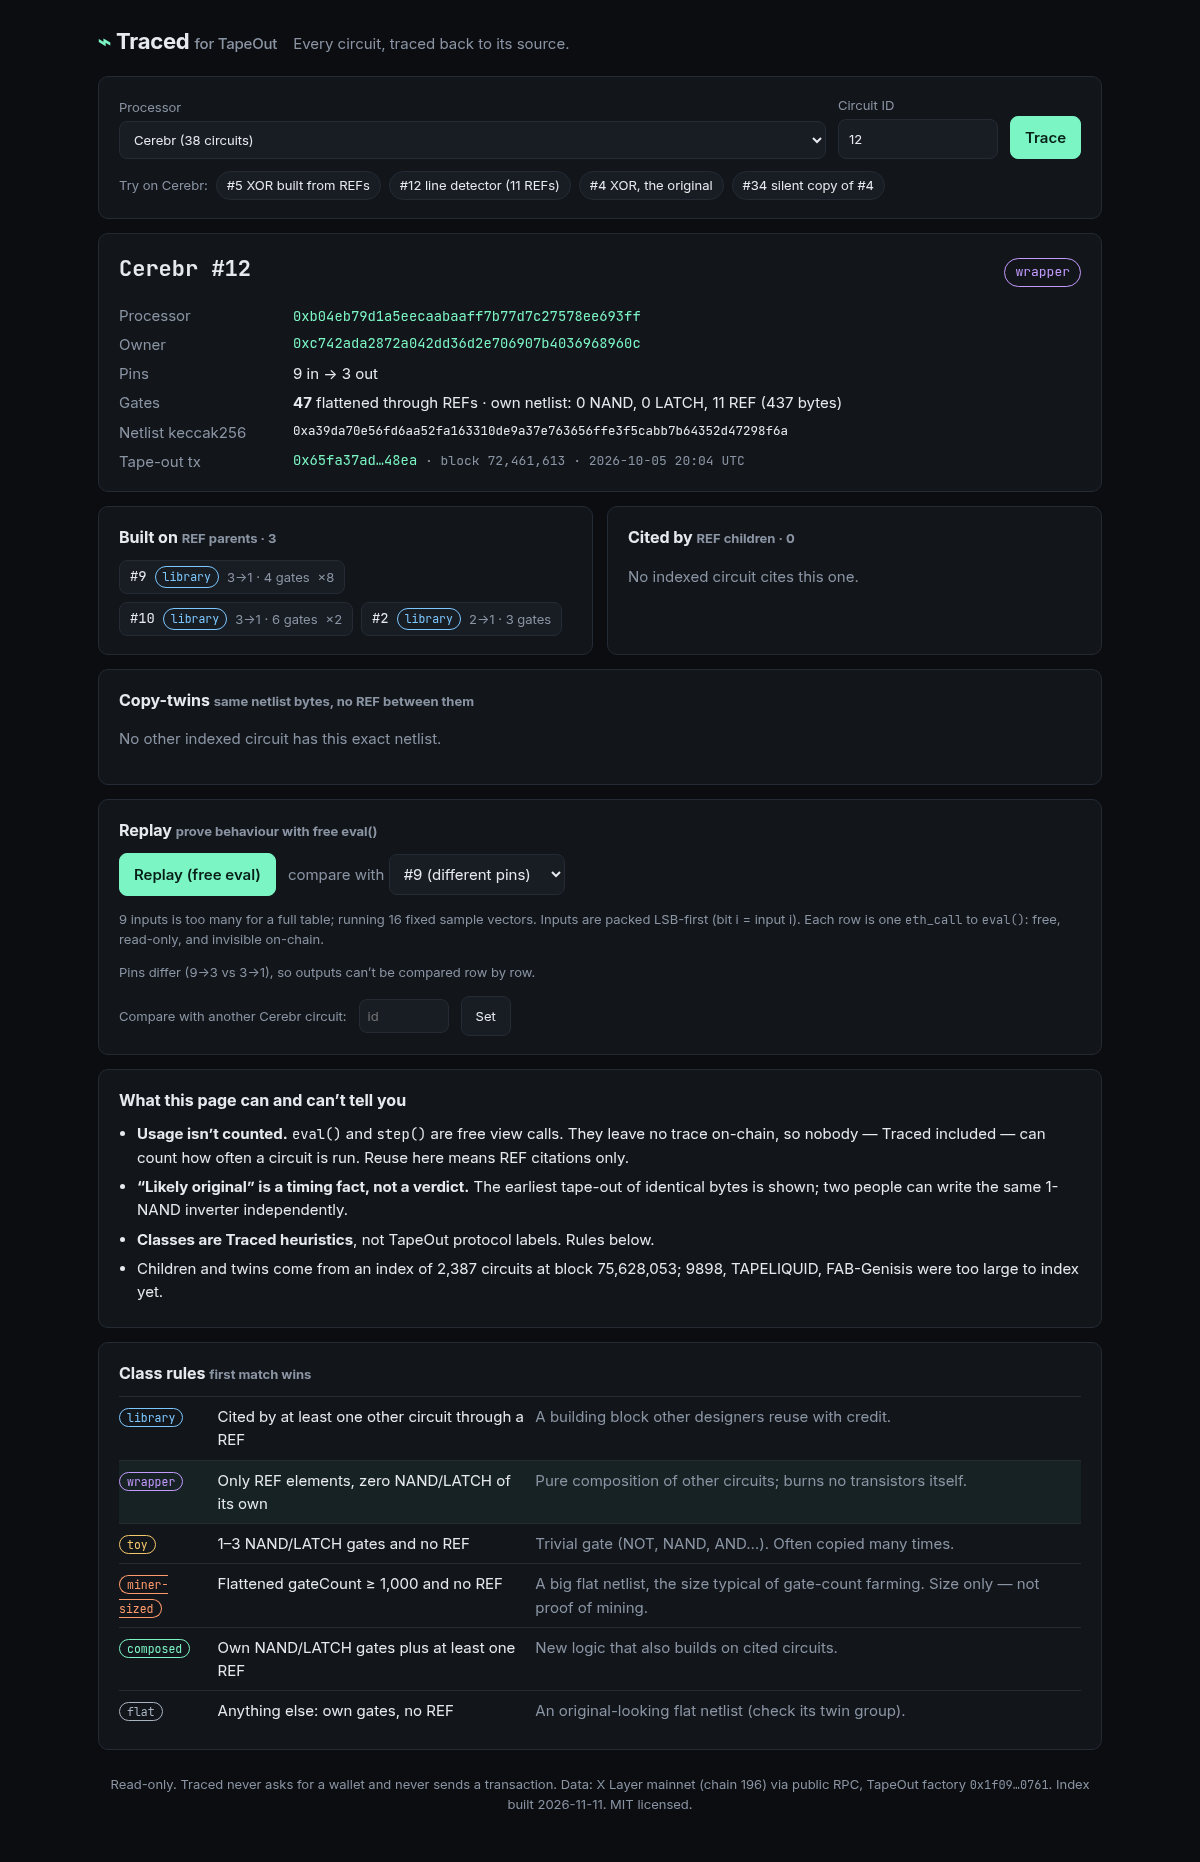 Traced for TapeOut Every circuit, traced back to its source.
Processor
Circuit ID
Cerebr (38 circuits)
12
Trace
Try on Cerebr: #5 XOR built from REFs #12 line detector (11 REFs) #4 XOR, the original #34 silent copy of #4
Cerebr #12
wrapper
Processor 0xb04eb79d1a5eecaabaaff7b77d7c27578ee693ff
Owner 0xc742ada2872a042dd36d2e706907b4036968960c
Pins 9 in → 3 out
Gates 47 flattened through REFs · own netlist: 0 NAND, 0 LATCH, 11 REF (437 bytes)
Netlist keccak256 0xa39da70e56fd6aa52fa163310de9a37e763656ffe3f5cabb7b64352d47298f6a
Tape-out tx 0x65fa37ad…48ea · block 72,461,613 · 2026-10-05 20:04 UTC
Built on REF parents · 3
#9 library 3→1 · 4 gates ×8
#10 library 3→1 · 6 gates ×2 #2 library 2→1 · 3 gates
Cited by REF children · 0
No indexed circuit cites this one.
Copy-twins same netlist bytes, no REF between them
No other indexed circuit has this exact netlist.
Replay prove behaviour with free eval()
Replay (free eval) compare with #9 (different pins)
9 inputs is too many for a full table; running 16 fixed sample vectors. Inputs are packed LSB-first (bit i = input i). Each row is one eth_call to eval(): free,
read-only, and invisible on-chain.
Pins differ (9→3 vs 3→1), so outputs can’t be compared row by row.
Compare with another Cerebr circuit: id Set
What this page can and can’t tell you
• Usage isn’t counted. eval() and step() are free view calls. They leave no trace on-chain, so nobody — Traced included — can
count how often a circuit is run. Reuse here means REF citations only.
• “Likely original” is a timing fact, not a verdict. The earliest tape-out of identical bytes is shown; two people can write the same 1-
NAND inverter independently.
• Classes are Traced heuristics, not TapeOut protocol labels. Rules below.
• Children and twins come from an index of 2,387 circuits at block 75,628,053; 9898, TAPELIQUID, FAB-Genisis were too large to index
yet.
Class rules first match wins
library Cited by at least one other circuit through a A building block other designers reuse with credit.
REF
wrapper Only REF elements, zero NAND/LATCH of Pure composition of other circuits; burns no transistors itself.
its own
toy 1–3 NAND/LATCH gates and no REF Trivial gate (NOT, NAND, AND…). Often copied many times.
miner- Flattened gateCount ≥ 1,000 and no REF A big flat netlist, the size typical of gate-count farming. Size only — not
sized proof of mining.
composed Own NAND/LATCH gates plus at least one New logic that also builds on cited circuits.
REF
flat Anything else: own gates, no REF An original-looking flat netlist (check its twin group).
Read-only. Traced never asks for a wallet and never sends a transaction. Data: X Layer mainnet (chain 196) via public RPC, TapeOut factory 0x1f09…0761. Index
built 2026-11-11. MIT licensed.